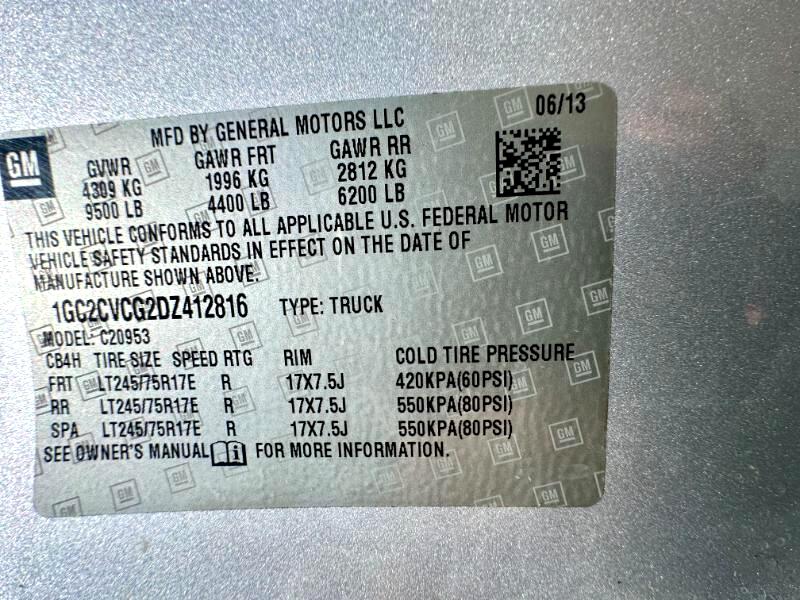 06/13
MFD BY GENERAL MOTORS LLC
GM
GVWR GAWR FRT GAWR RR
4309 KG 1996 KG 2812 KG
9500 LB 4400 LB 6200 LB
THIS VEHICLE CONFORMS TO ALL APPLICABLE U.S. FEDERAL MOTOR
VEHICLE SAFETY STANDARDS IN EFFECT ON THE DATE OF
MANUFACTURE SHOWN ABOVE.
1GC2CVCG2DZ412816 TYPE: TRUCK
MODEL: C20953
CB4H TIRE SIZE SPEED RTG RIM COLD TIRE PRESSURE
FRT LT245/75R17E R 17X7.5J 420KPA(60PSI)
RR LT245/75R17E R 17X7.5J 550KPA(80PSI)
SPA LT245/75R17E R 17X7.5J 550KPA(80PSI)
SEE OWNER'S MANUAL FOR MORE INFORMATION.